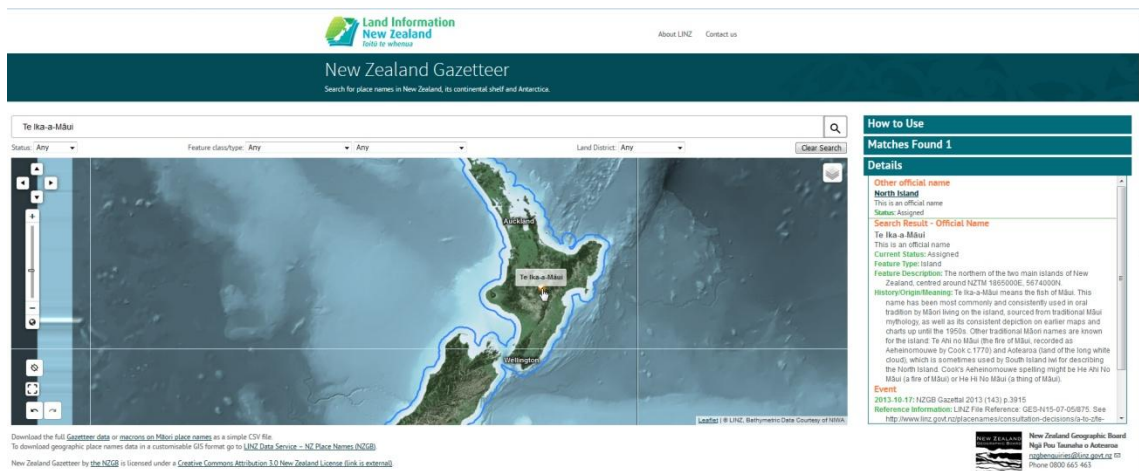 Land Information
New Zealand
Toitū te whenua
About LINZ Contact us
New Zealand Gazetteer
Search for place names in New Zealand, its continental shelf and Antarctica.
Te Ika-a-Māui
Status: Any Feature class/type: Any Any Land District: Any Clear Search
How to Use
Matches Found 1
Details
Other official name
North Island
This is an official name
Status: Assigned
Search Result - Official Name
Te Ika-a-Māui
This is an official name
Current Status: Assigned
Feature Type: Island
Feature Description: The northern of the two main islands of New
Zealand, centred around NZTM 1865000E, 5674000N.
History/Origin/Meaning: Te Ika-a-Māui means the fish of Māui. This
name has been most commonly and consistently used in oral
tradition by Māori living on the island, sourced from traditional Māui
mythology, as well as its consistent depiction on earlier maps and
charts up until the 1950s. Other traditional Māori names are known
for the island: Te Ahi no Māui (the fire of Māui, recorded as
Aeheinomouwe by Cook c.1778) and Aotearoa (land of the long white
cloud), which is sometimes used by South Island iwi for describing
the North Island. Cook's Aeheinomouwe spelling might be He Ahi No
Māui (a fire of Māui) or He Hi No Māui (a thing of Māui).
Event
2013-10-17: NZGB Gazettal 2013 (143) p.3915
Reference Information: LINZ File Reference: GES-N15-07-05/875. See
http://www.linz.govt.nz/placenames/consultation-decisions/a-to-z/te-
Auckland
Te Ika-a-Māui
Wellington
Leaflet | © LINZ, Bathymetric Data Courtesy of NIWA
Download the full Gazetteer data or macrons on Māori place names as a simple CSV file.
To download geographic place names data in a customisable GIS format go to LINZ Data Service – NZ Place Names (NZGB).
New Zealand Gazetteer by the NZGB is licensed under a Creative Commons Attribution 3.0 New Zealand License (link is external).
NEW ZEALAND
GEOGRAPHIC BOARD
New Zealand Geographic Board
Ngā Pou Taunaha o Aotearoa
nzgbenquiries@linz.govt.nz
Phone 0800 665 463